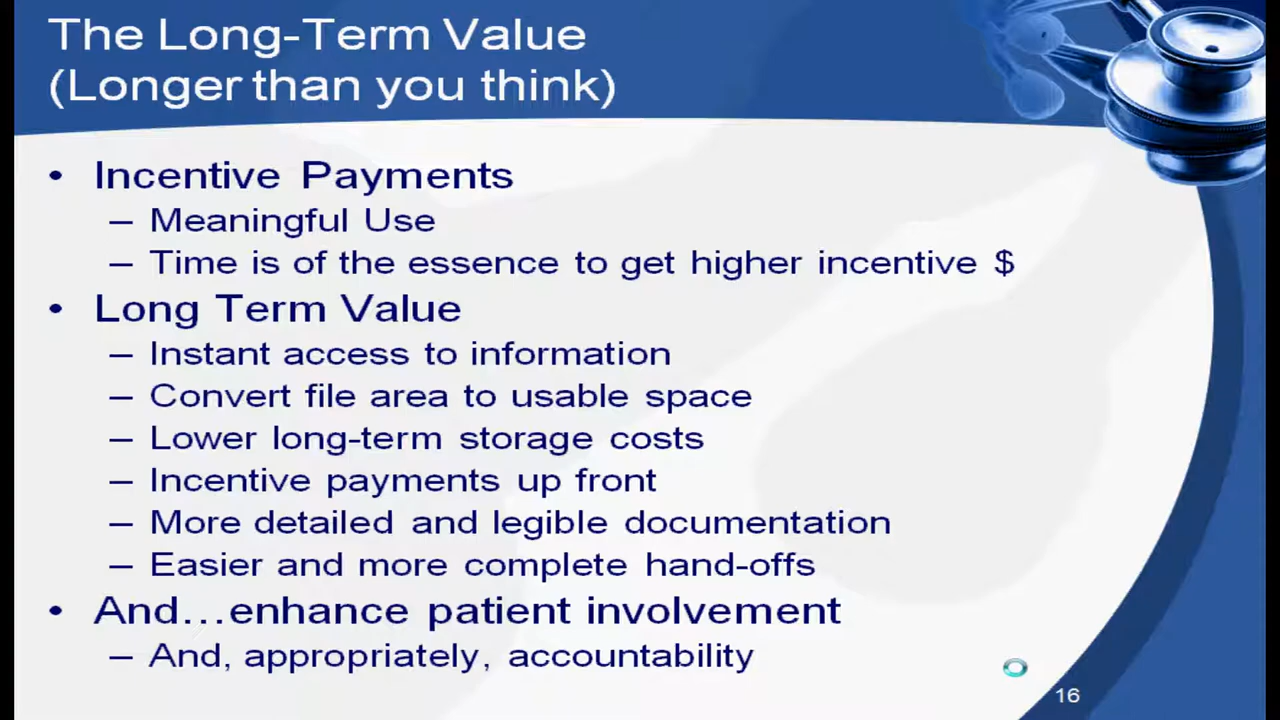 The Long-Term Value
(Longer than you think)
• Incentive Payments
– Meaningful Use
– Time is of the essence to get higher incentive $
• Long Term Value
– Instant access to information
– Convert file area to usable space
– Lower long-term storage costs
– Incentive payments up front
– More detailed and legible documentation
– Easier and more complete hand-offs
• And…enhance patient involvement
– And, appropriately, accountability
16